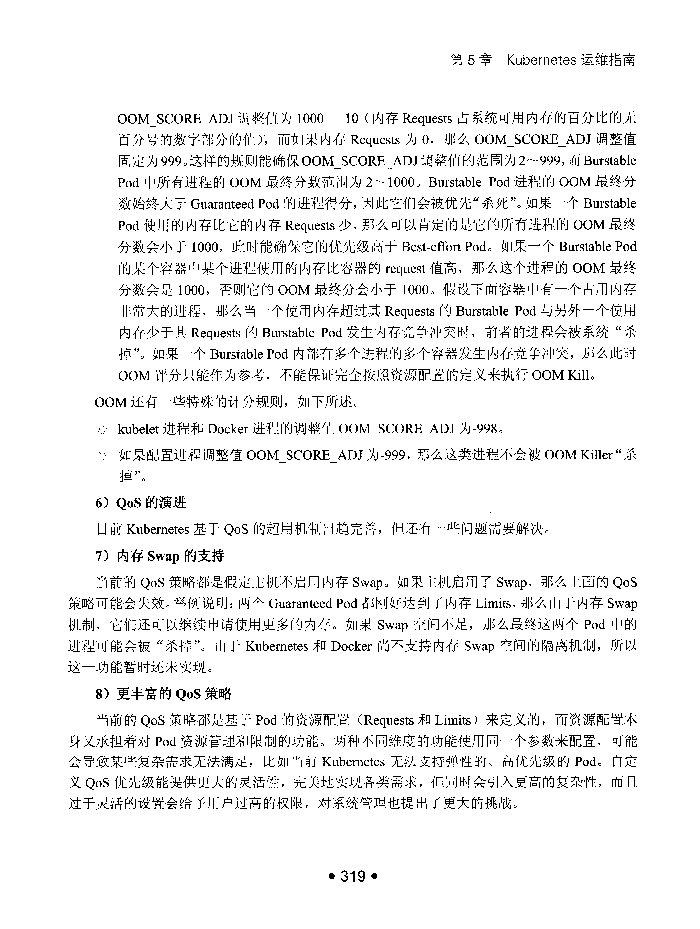 第 5 章 Kubernetes 运维指南
OOM_SCORE_ADJ 调整值为 1000 10（内存 Requests 占系统可用内存的百分比的无
百分号的数字部分的值），而如果内存 Requests 为 0，那么 OOM_SCORE_ADJ 调整值
固定为 999。这样的规则能确保 OOM_SCORE_ADJ 调整值的范围为 2～999，而 Burstable
Pod 中所有进程的 OOM 最终分数范围为 2～1000。Burstable Pod 进程的 OOM 最终分
数始终大于 Guaranteed Pod 的进程得分，因此它们会被优先“杀死”。如果一个 Burstable
Pod 使用的内存比它的内存 Requests 少，那么可以肯定的是它的所有进程的 OOM 最终
分数会小于 1000，此时能确保它的优先级高于 Best-effort Pod。如果一个 Burstable Pod
的某个容器中某个进程使用的内存比容器的 request 值高，那么这个进程的 OOM 最终
分数会是 1000，否则它的 OOM 最终分会小于 1000。假设下面容器中有一个占用内存
非常大的进程，那么当一个使用内存超过其 Requests 的 Burstable Pod 与另外一个使用
内存少于其 Requests 的 Burstable Pod 发生内存竞争冲突时，前者的进程会被系统“杀
掉”。如果一个 Burstable Pod 内部有多个进程的多个容器发生内存竞争冲突，那么此时
OOM 评分只能作为参考，不能保证完全按照资源配置的定义来执行 OOM Kill。
OOM 还有一些特殊的计分规则，如下所述。
◇ kubelet 进程和 Docker 进程的调整值 OOM_SCORE_ADJ 为-998。
◇ 如果配置进程调整值 OOM_SCORE_ADJ 为-999，那么这类进程不会被 OOM Killer“杀
掉”。
6）QoS 的演进
目前 Kubernetes 基于 QoS 的超用机制日趋完善，但还有一些问题需要解决。
7）内存 Swap 的支持
当前的 QoS 策略都是假定主机不启用内存 Swap。如果主机启用了 Swap，那么上面的 QoS
策略可能会失效。举例说明：两个 Guaranteed Pod 都刚好达到了内存 Limits，那么由于内存 Swap
机制，它们还可以继续申请使用更多的内存。如果 Swap 空间不足，那么最终这两个 Pod 中的
进程可能会被“杀掉”。由于 Kubernetes 和 Docker 尚不支持内存 Swap 空间的隔离机制，所以
这一功能暂时还未实现。
8）更丰富的 QoS 策略
当前的 QoS 策略都是基于 Pod 的资源配置（Requests 和 Limits）来定义的，而资源配置本
身又承担着对 Pod 资源管理和限制的功能。两种不同维度的功能使用同一个参数来配置，可能
会导致某些复杂需求无法满足，比如当前 Kubernetes 无法支持弹性的、高优先级的 Pod。自定
义 QoS 优先级能提供更大的灵活性，完美地实现各类需求，但同时会引入更高的复杂性，而且
过于灵活的设置会给予用户过高的权限，对系统管理也提出了更大的挑战。
• 319 •